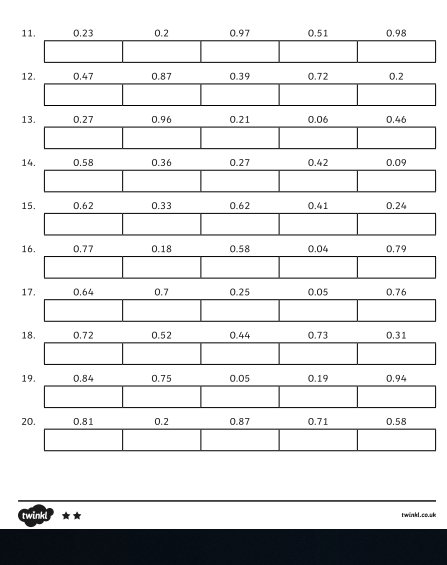 11. 0.23 0.2 0.97 0.51 0.98
12. 0.47 0.87 0.39 0.72 0.2
13. 0.27 0.96 0.21 0.06 0.46
14. 0.58 0.36 0.27 0.42 0.09
15. 0.62 0.33 0.62 0.41 0.24
16. 0.77 0.18 0.58 0.04 0.79
17. 0.64 0.7 0.25 0.05 0.76
18. 0.72 0.52 0.44 0.73 0.31
19. 0.84 0.75 0.05 0.19 0.94
20. 0.81 0.2 0.87 0.71 0.58
twinkl twinkl.co.uk